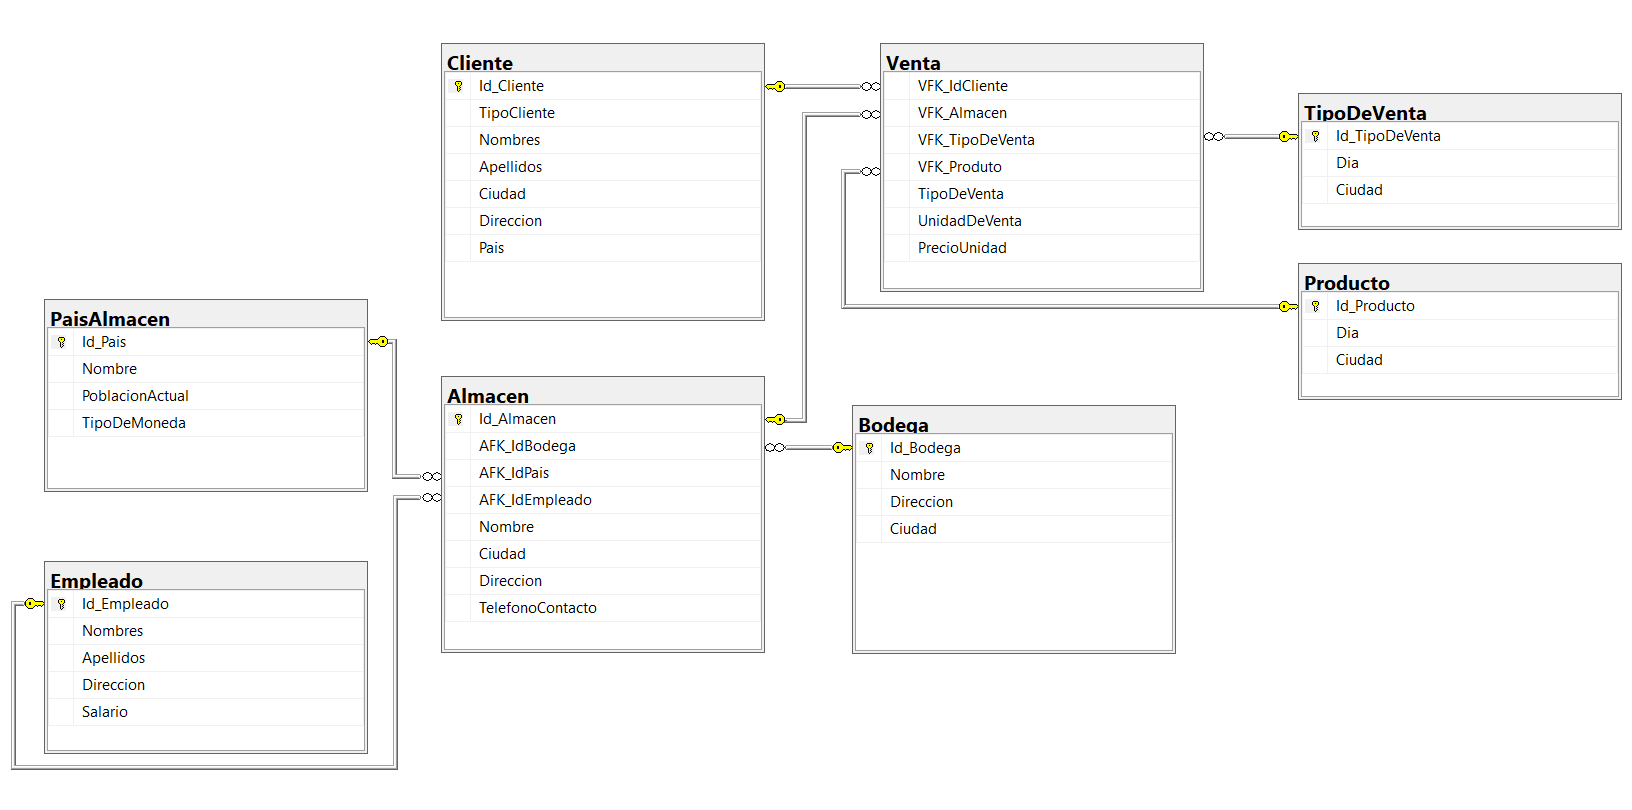 Cliente
Id_Cliente
TipoCliente
Nombres
Apellidos
Ciudad
Direccion
Pais
Venta
VFK_IdCliente
VFK_Almacen
VFK_TipoDeVenta
VFK_Produto
TipoDeVenta
UnidadDeVenta
PrecioUnidad
TipoDeVenta
Id_TipoDeVenta
Dia
Ciudad
Producto
Id_Producto
Dia
Ciudad
PaisAlmacen
Id_Pais
Nombre
PoblacionActual
TipoDeMoneda
Almacen
Id_Almacen
AFK_IdBodega
AFK_IdPais
AFK_IdEmpleado
Nombre
Ciudad
Direccion
TelefonoContacto
Bodega
Id_Bodega
Nombre
Direccion
Ciudad
Empleado
Id_Empleado
Nombres
Apellidos
Direccion
Salario